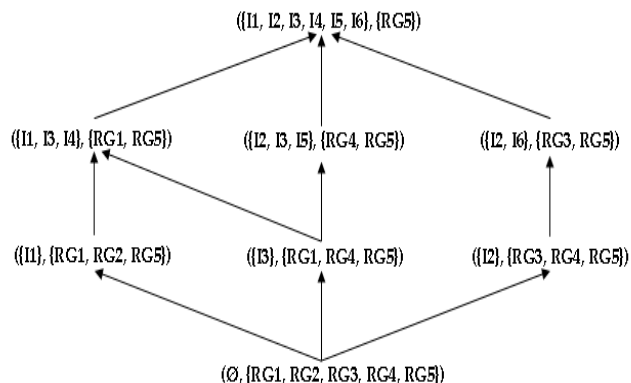 ({I1, I2, I3, I4, I5, I6}, {RG5})
({I1, I3, I4}, {RG1, RG5})
({I2, I3, I5}, {RG4, RG5})
({I2, I6}, {RG3, RG5})
({I1}, {RG1, RG2, RG5})
({I3}, {RG1, RG4, RG5})
({I2}, {RG3, RG4, RG5})
(Ø, {RG1, RG2, RG3, RG4, RG5})